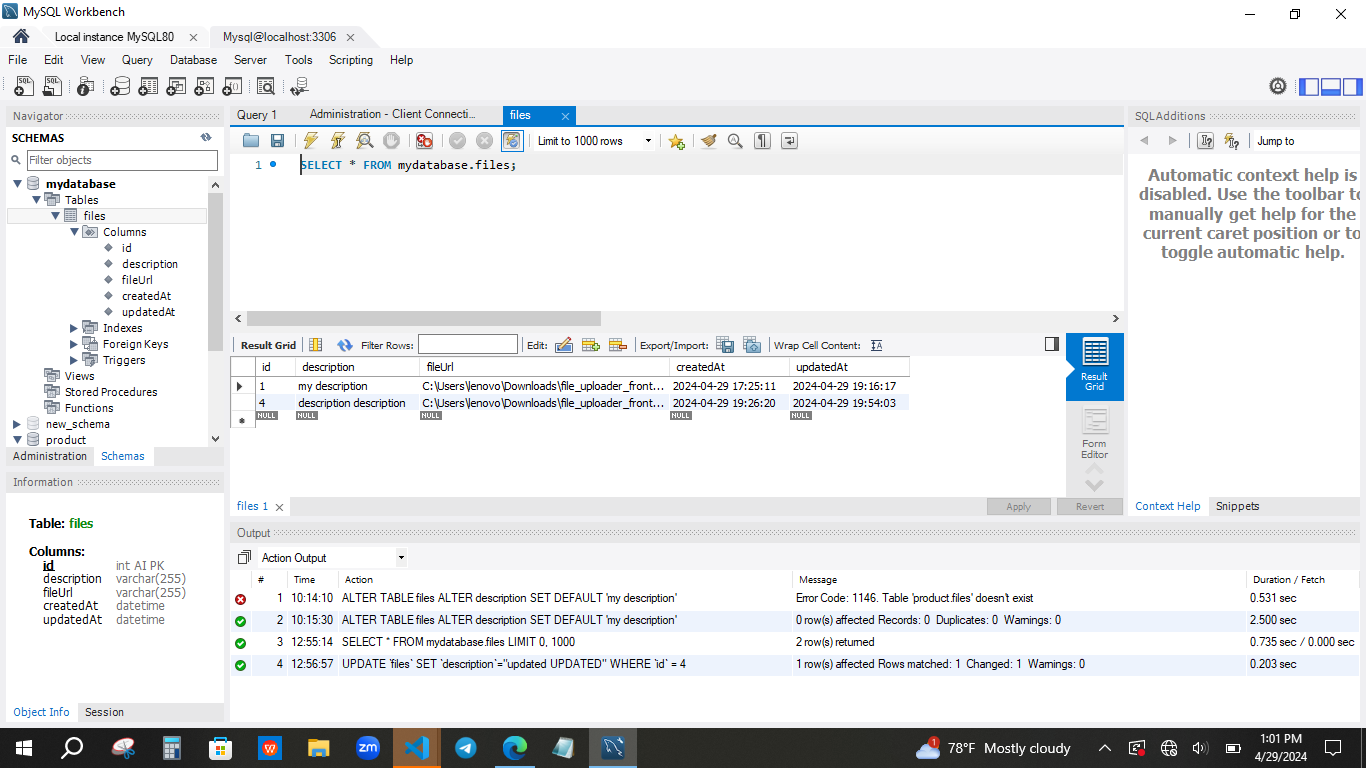 MySQL Workbench
Local instance MySQL80
Mysql@localhost:3306
File Edit View Query Database Server Tools Scripting Help
Navigator
SCHEMAS
Filter objects
mydatabase
Tables
files
Columns
id
description
fileUrl
createdAt
updatedAt
Indexes
Foreign Keys
Triggers
Views
Stored Procedures
Functions
new_schema
product
Administration Schemas
Information
Table: files
Columns:
id int AI PK
description varchar(255)
fileUrl varchar(255)
createdAt datetime
updatedAt datetime
Object Info Session
Query 1 Administration - Client Connecti... files
Limit to 1000 rows
1 SELECT * FROM mydatabase.files;
Result Grid Filter Rows: Edit: Export/Import: Wrap Cell Content:
id description fileUrl createdAt updatedAt
1 my description C:\Users\lenovo\Downloads\file_uploader_front... 2024-04-29 17:25:11 2024-04-29 19:16:17
4 description description C:\Users\lenovo\Downloads\file_uploader_front... 2024-04-29 19:26:20 2024-04-29 19:54:03
NULL NULL NULL NULL NULL
Result
Grid
Form
Editor
files 1
Apply Revert
SQLAdditions
Jump to
Automatic context help is
disabled. Use the toolbar to
manually get help for the
current caret position or to
toggle automatic help.
Context Help Snippets
Output
Action Output
# Time Action Message Duration / Fetch
1 10:14:10 ALTER TABLE files ALTER description SET DEFAULT 'my description' Error Code: 1146. Table 'product.files' doesn't exist 0.531 sec
2 10:15:30 ALTER TABLE files ALTER description SET DEFAULT 'my description' 0 row(s) affected Records: 0 Duplicates: 0 Warnings: 0 2.500 sec
3 12:55:14 SELECT * FROM mydatabase.files LIMIT 0, 1000 2 row(s) returned 0.735 sec / 0.000 sec
4 12:56:57 UPDATE `files` SET `description`="updated UPDATED" WHERE `id` = 4 1 row(s) affected Rows matched: 1 Changed: 1 Warnings: 0 0.203 sec
zm
1
78°F Mostly cloudy
1:01 PM
4/29/2024